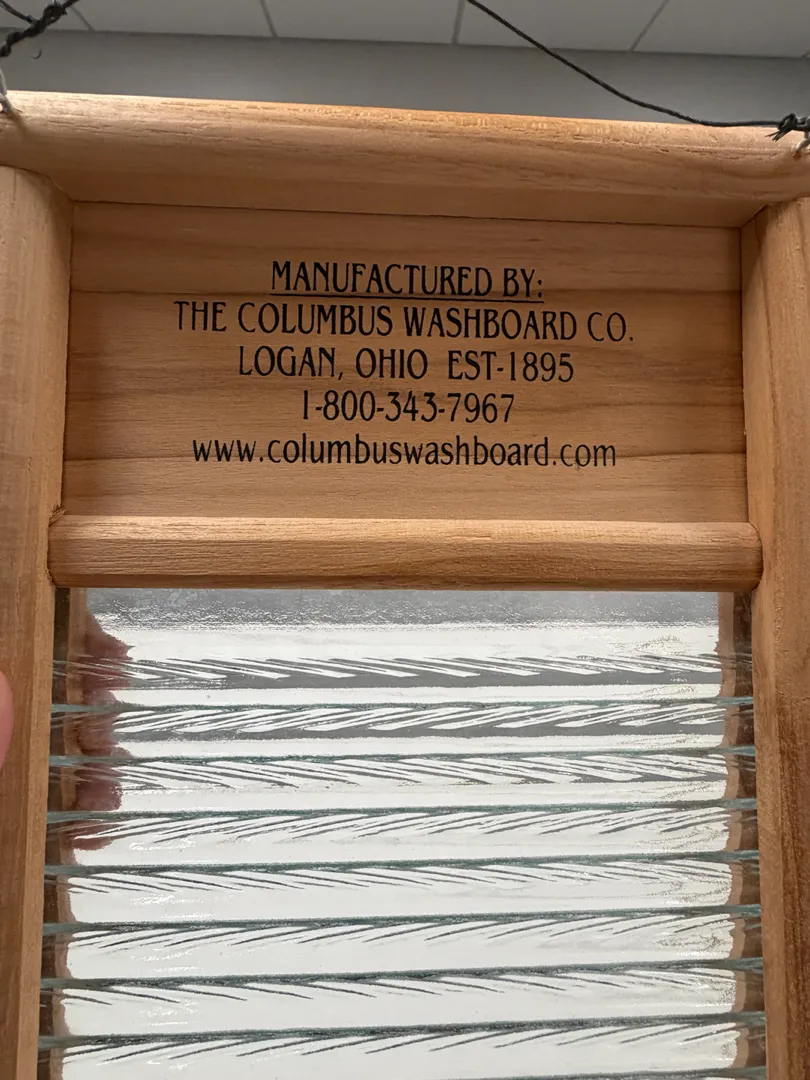 MANUFACTURED BY:
THE COLUMBUS WASHBOARD CO.
LOGAN, OHIO EST-1895
1-800-343-7967
www.columbuswashboard.com